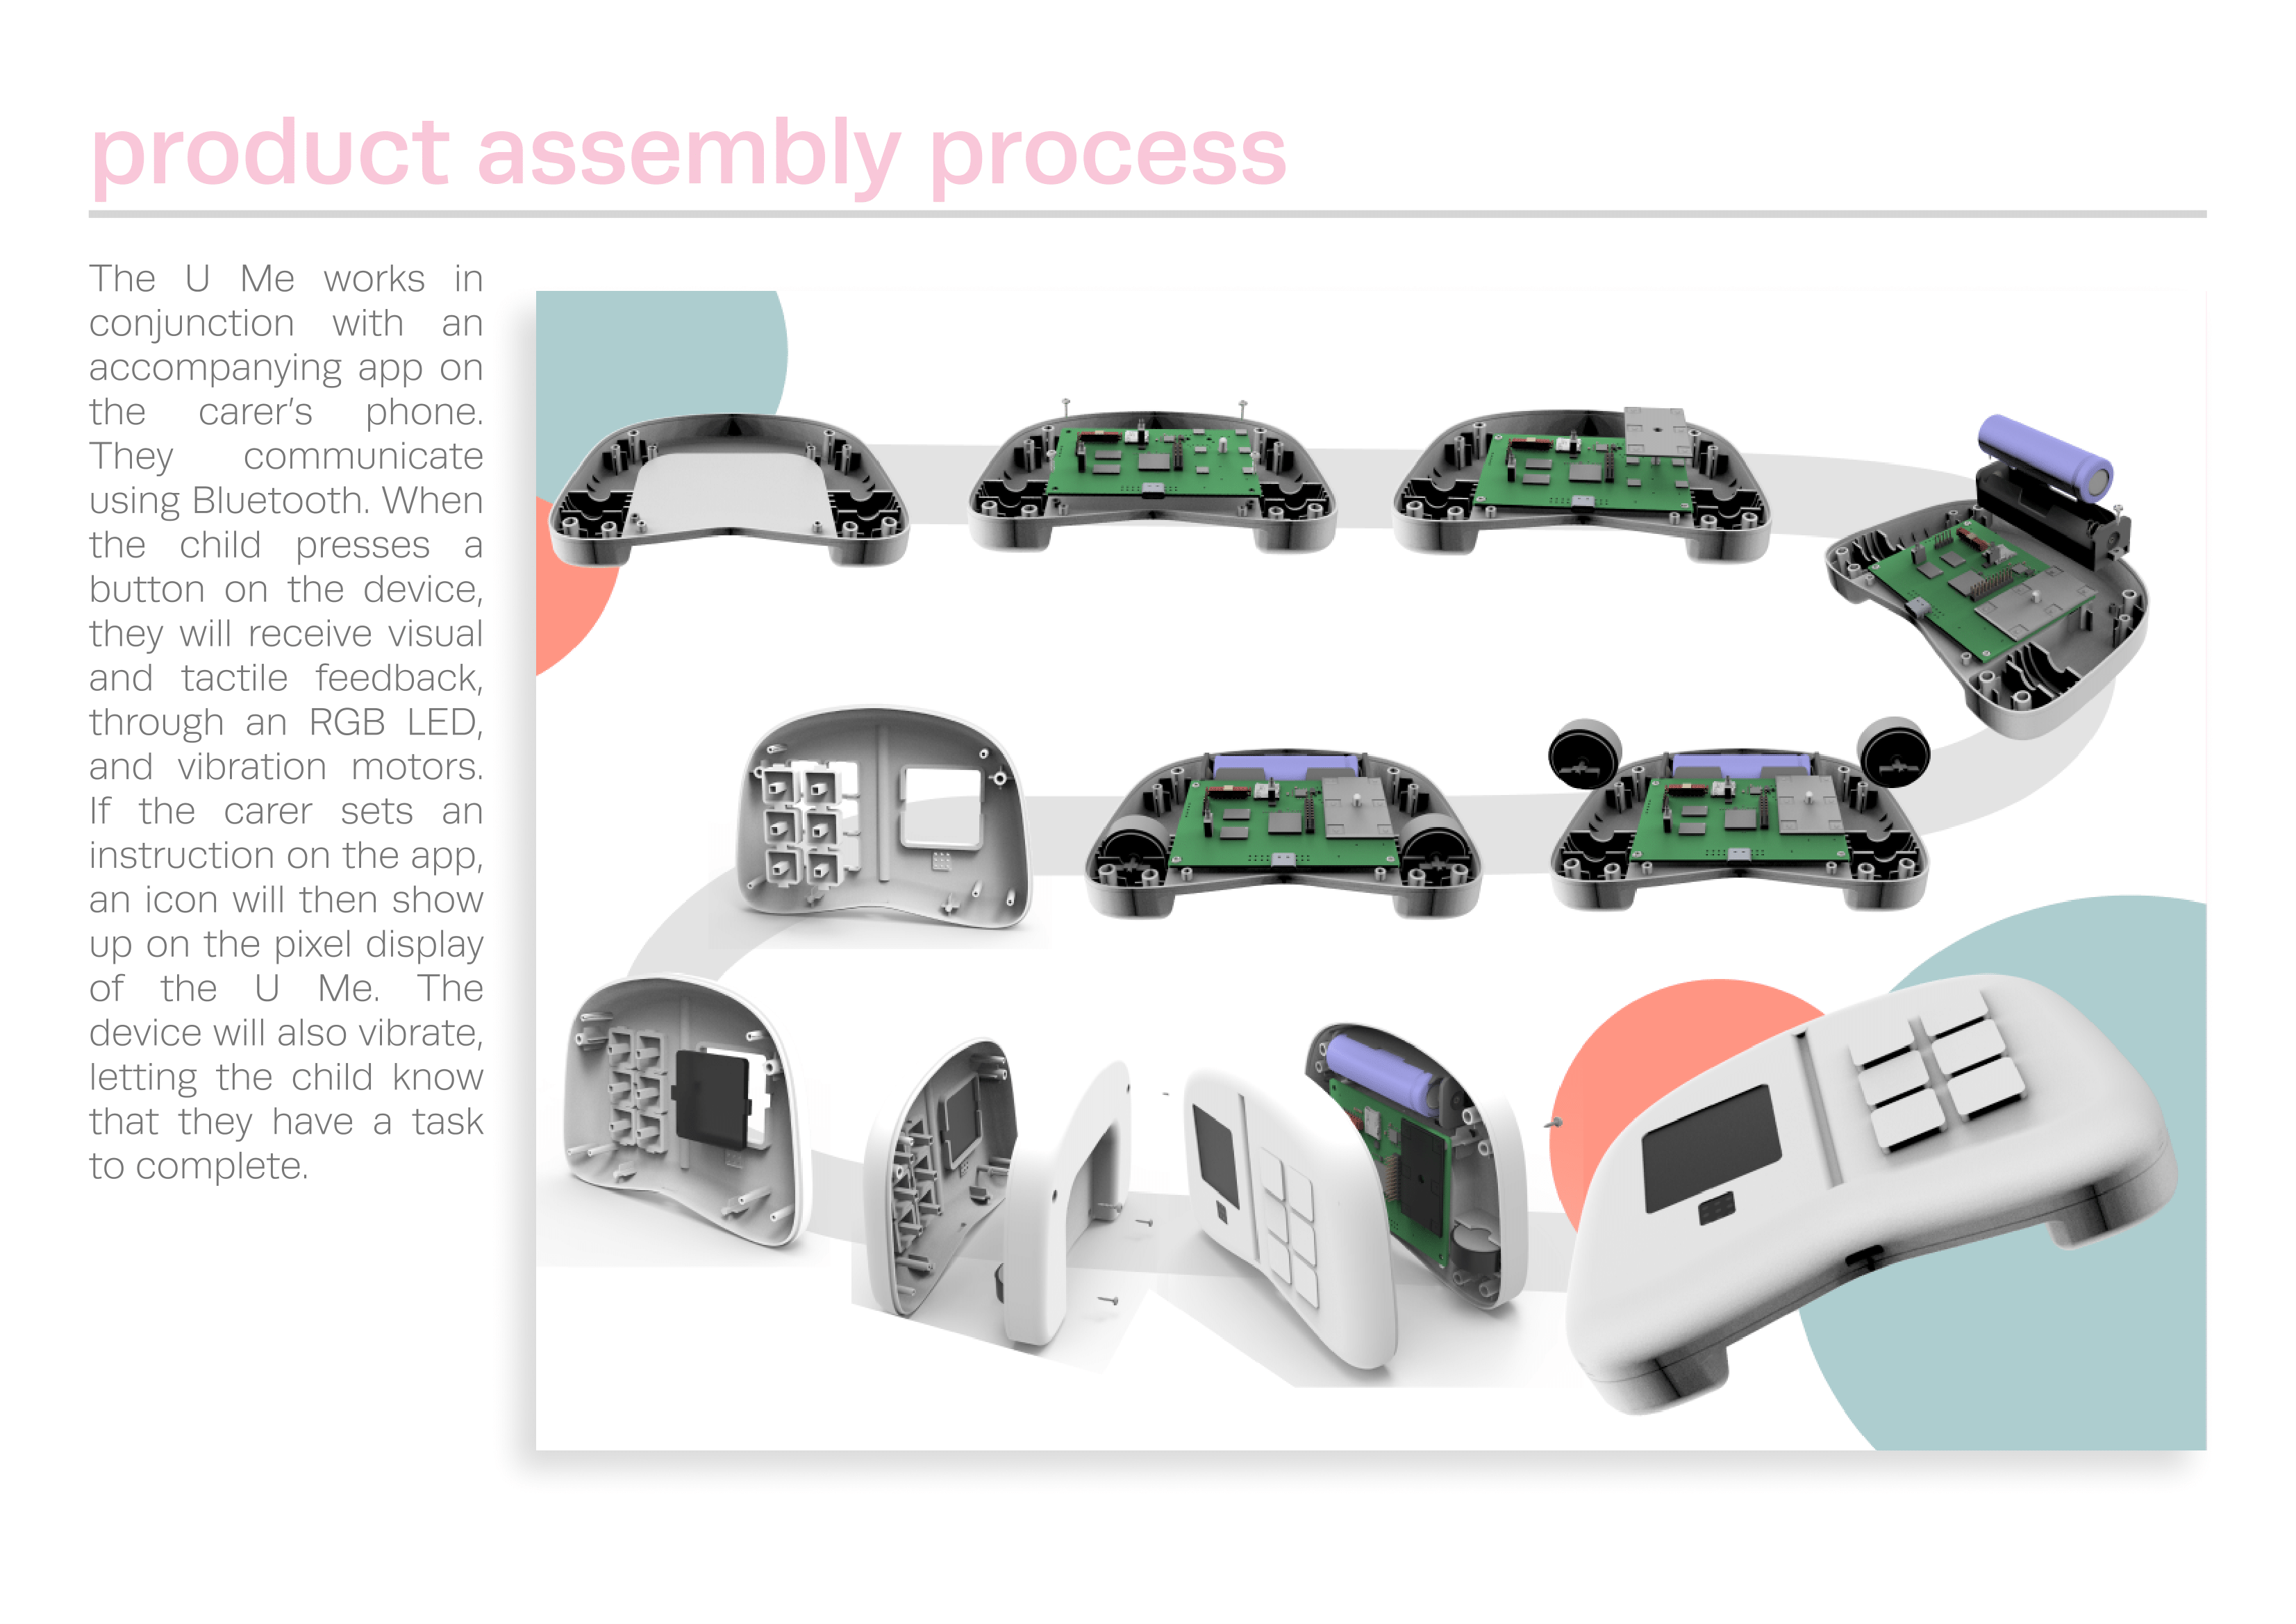 product assembly process
The U Me works in
conjunction with an
accompanying app on
the carer’s phone.
They communicate
using Bluetooth. When
the child presses a
button on the device,
they will receive visual
and tactile feedback,
through an RGB LED,
and vibration motors.
If the carer sets an
instruction on the app,
an icon will then show
up on the pixel display
of the U Me. The
device will also vibrate,
letting the child know
that they have a task
to complete.